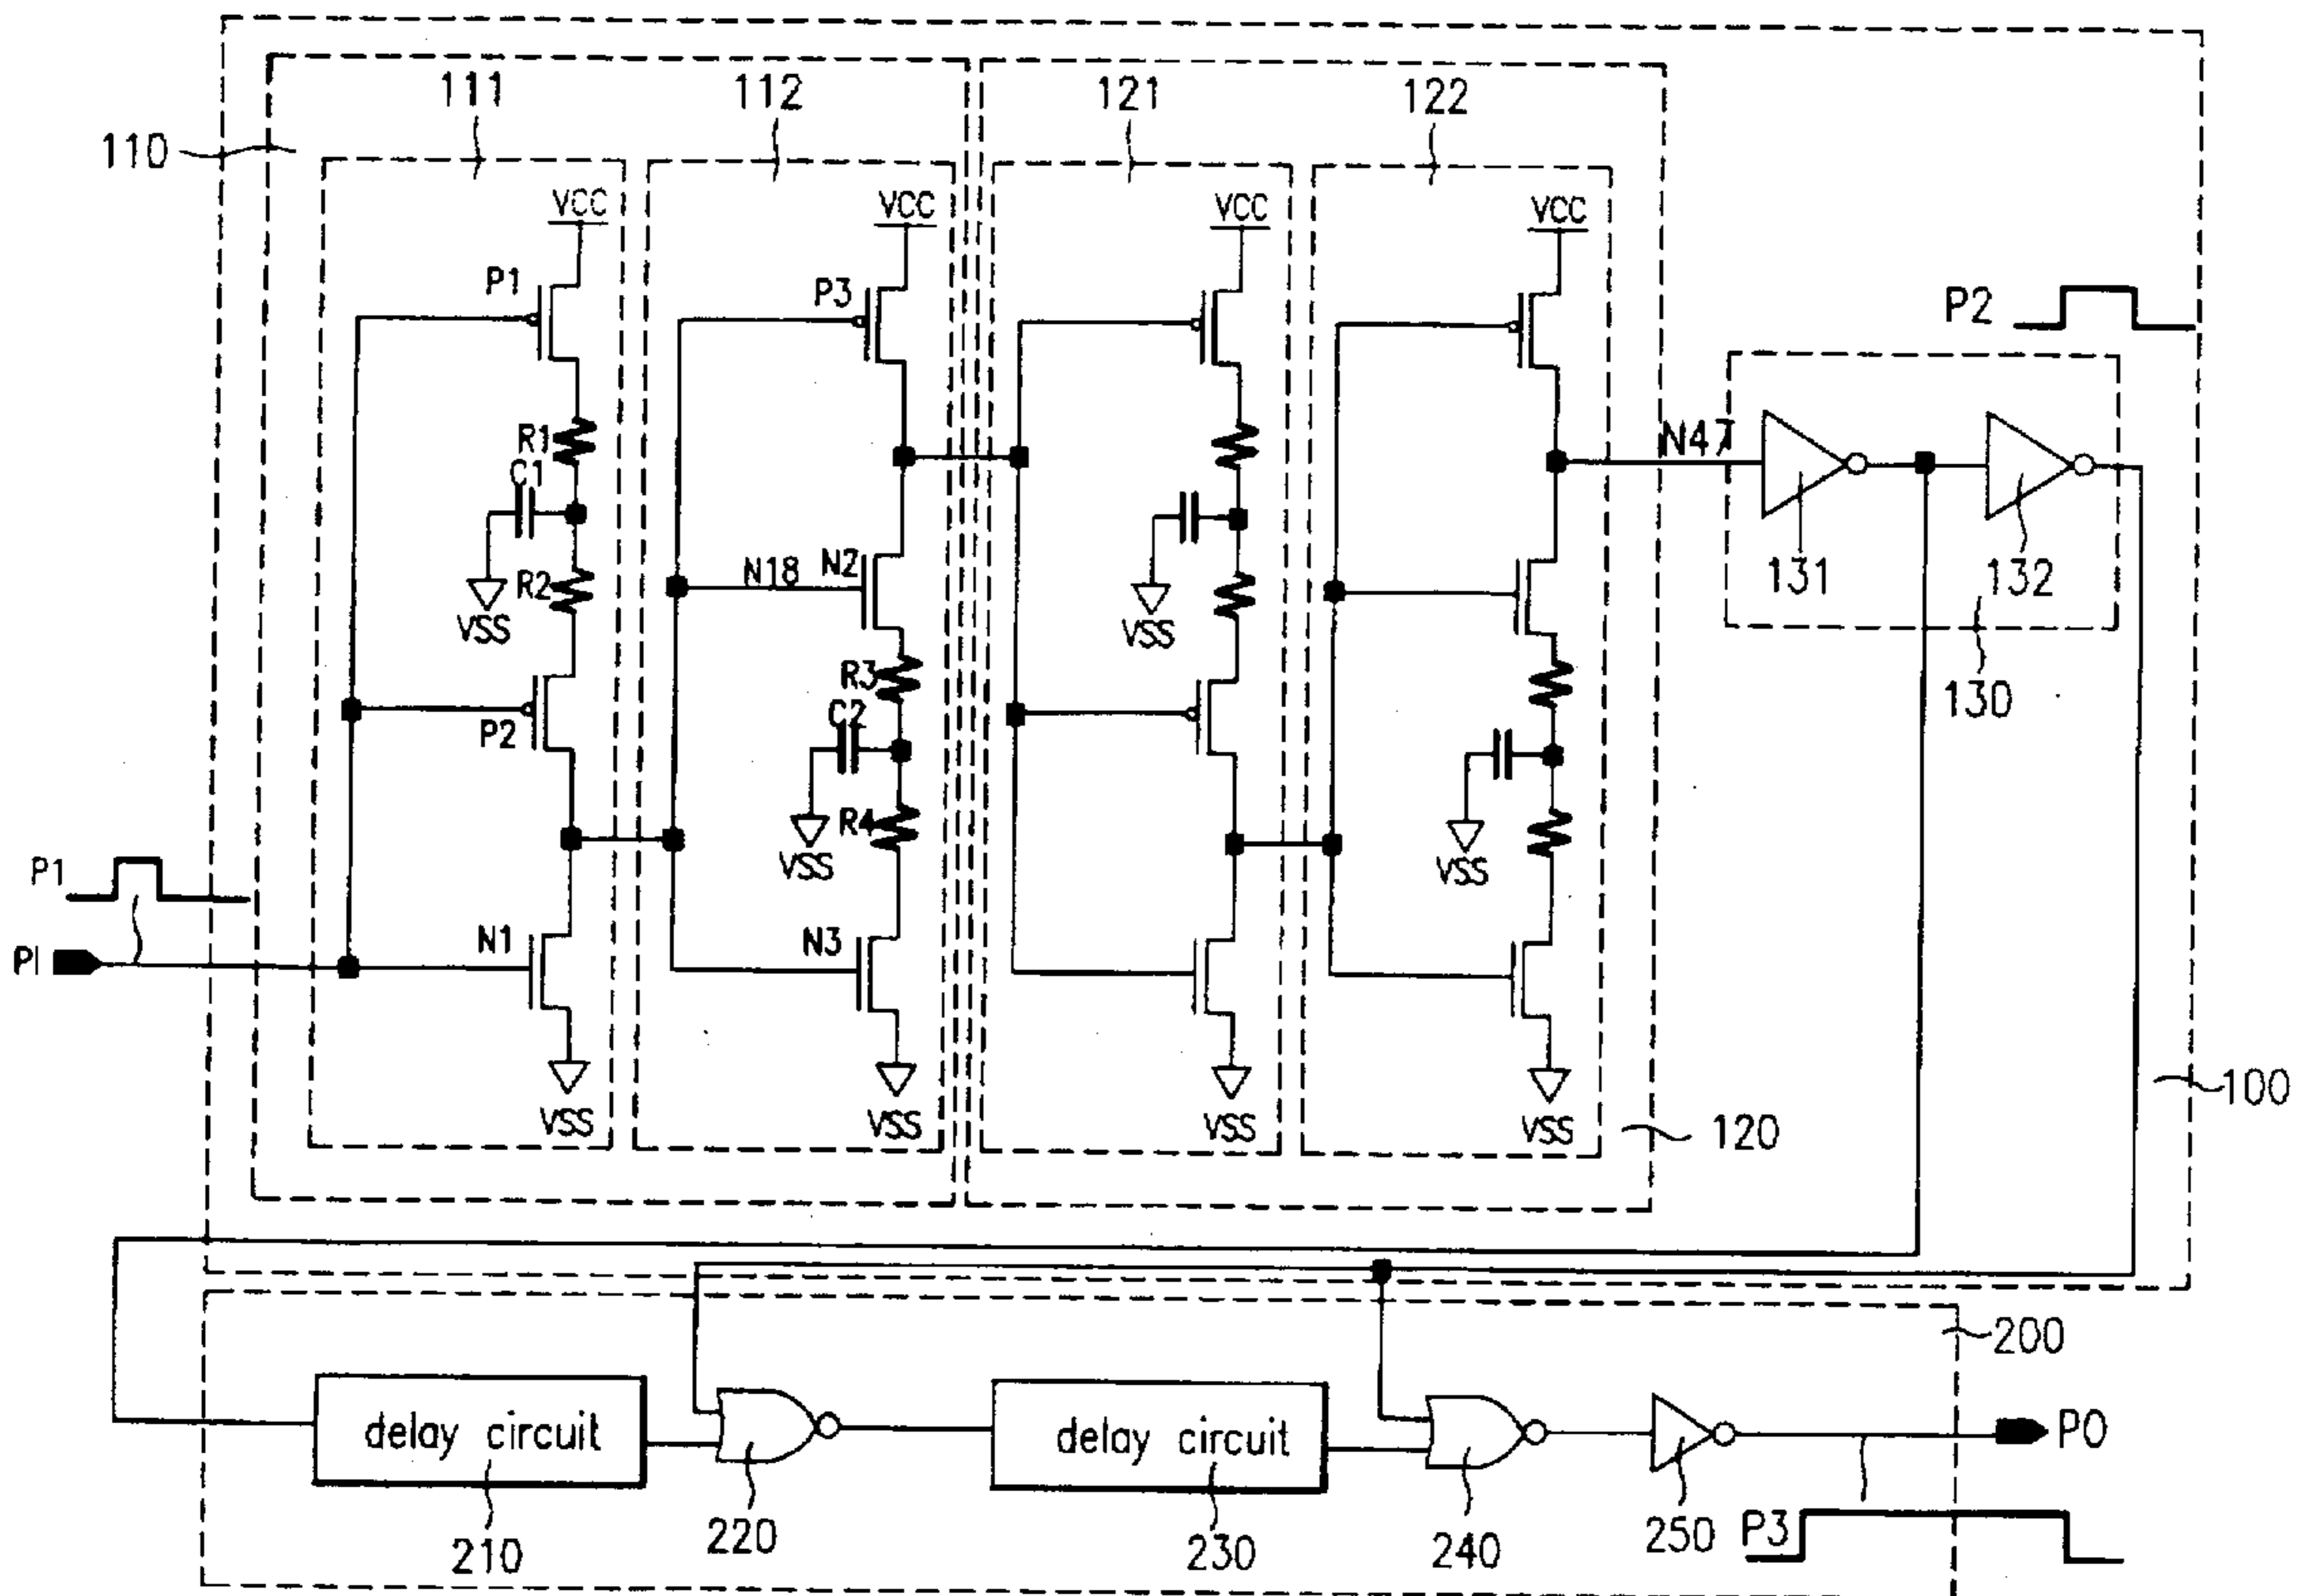 111
112
121
122
110
VCC
VCC
VCC
VCC
P1
P3
P2
R1
C1
N47
R2
VSS
N18
N2
VSS
131
132
P2
R3
C2
130
R4
VSS
VSS
P1
N1
N3
PI
100
VSS
VSS
VSS
VSS
120
200
delay circuit
delay circuit
PO
210
220
230
240
250
P3